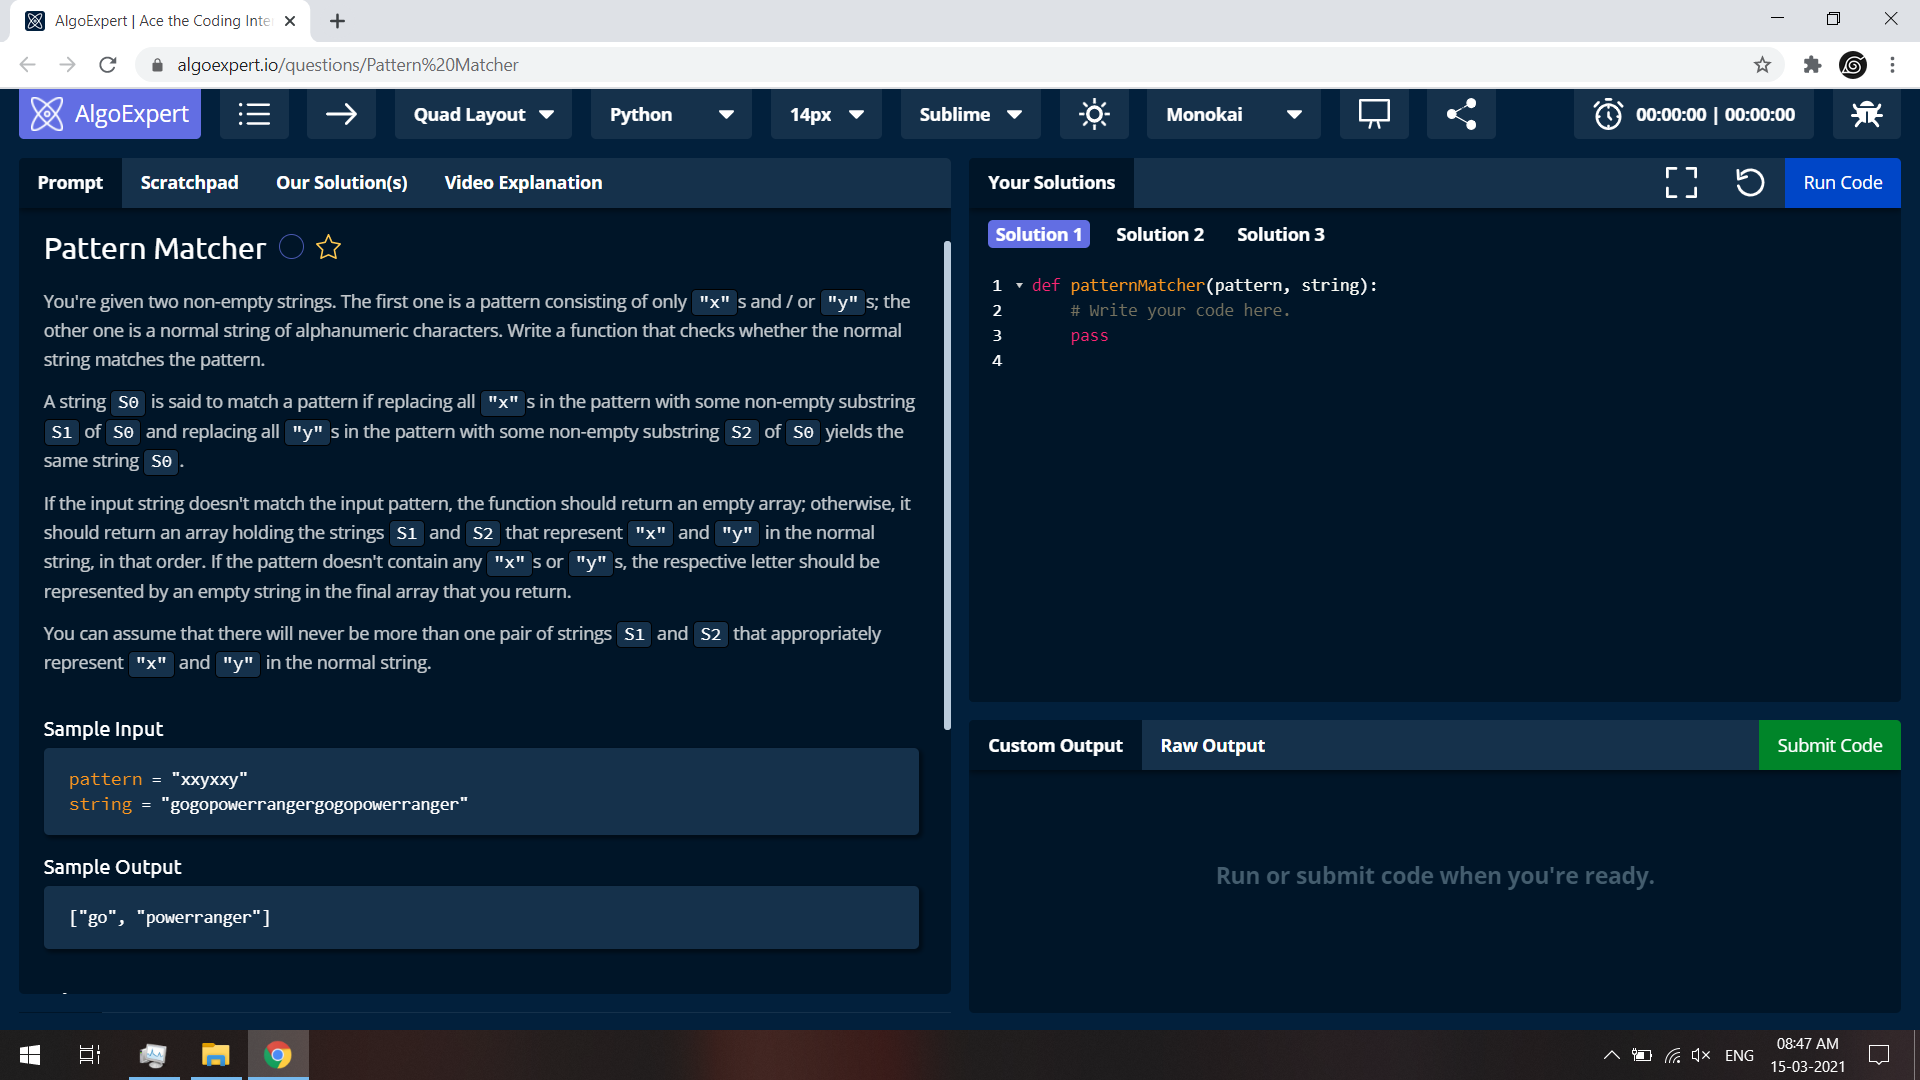 AlgoExpert | Ace the Coding Inte
algoexpert.io/questions/Pattern%20Matcher
AlgoExpert
Quad Layout
Python
14px
Sublime
Monokai
00:00:00 | 00:00:00
Prompt
Scratchpad
Our Solution(s)
Video Explanation
Pattern Matcher
You're given two non-empty strings. The first one is a pattern consisting of only "x" s and / or "y" s; the
other one is a normal string of alphanumeric characters. Write a function that checks whether the normal
string matches the pattern.
A string S0 is said to match a pattern if replacing all "x" s in the pattern with some non-empty substring
S1 of S0 and replacing all "y" s in the pattern with some non-empty substring S2 of S0 yields the
same string S0 .
If the input string doesn't match the input pattern, the function should return an empty array; otherwise, it
should return an array holding the strings S1 and S2 that represent "x" and "y" in the normal
string, in that order. If the pattern doesn't contain any "x" s or "y" s, the respective letter should be
represented by an empty string in the final array that you return.
You can assume that there will never be more than one pair of strings S1 and S2 that appropriately
represent "x" and "y" in the normal string.
Sample Input
pattern = "xxyxxy"
string = "gogopowerrangergogopowerranger"
Sample Output
["go", "powerranger"]
Your Solutions
Run Code
Solution 1
Solution 2
Solution 3
1 def patternMatcher(pattern, string):
2 # Write your code here.
3 pass
4
Custom Output
Raw Output
Submit Code
Run or submit code when you're ready.
ENG
08:47 AM
15-03-2021